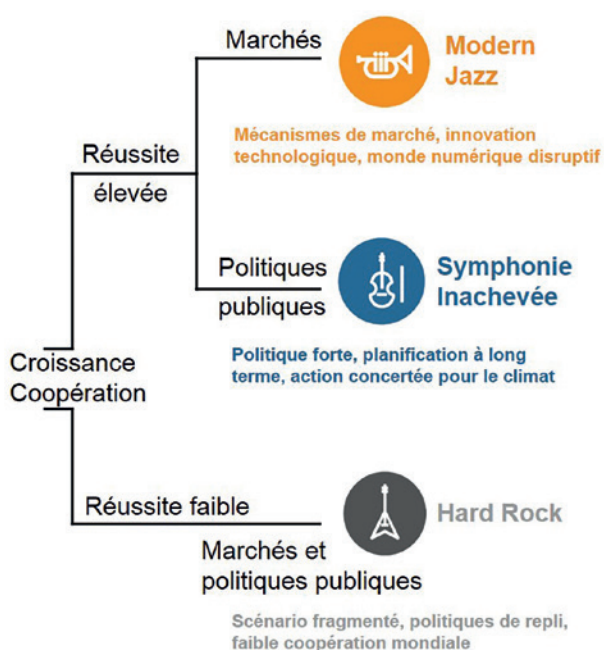 Marchés
Modern
Jazz
Mécanismes de marché, innovation
technologique, monde numérique disruptif
Réussite
élevée
Politiques
publiques
Symphonie
Inachevée
Politique forte, planification à long
terme, action concertée pour le climat
Croissance
Coopération
Réussite faible
Hard Rock
Marchés et
politiques publiques
Scénario fragmenté, politiques de repli,
faible coopération mondiale